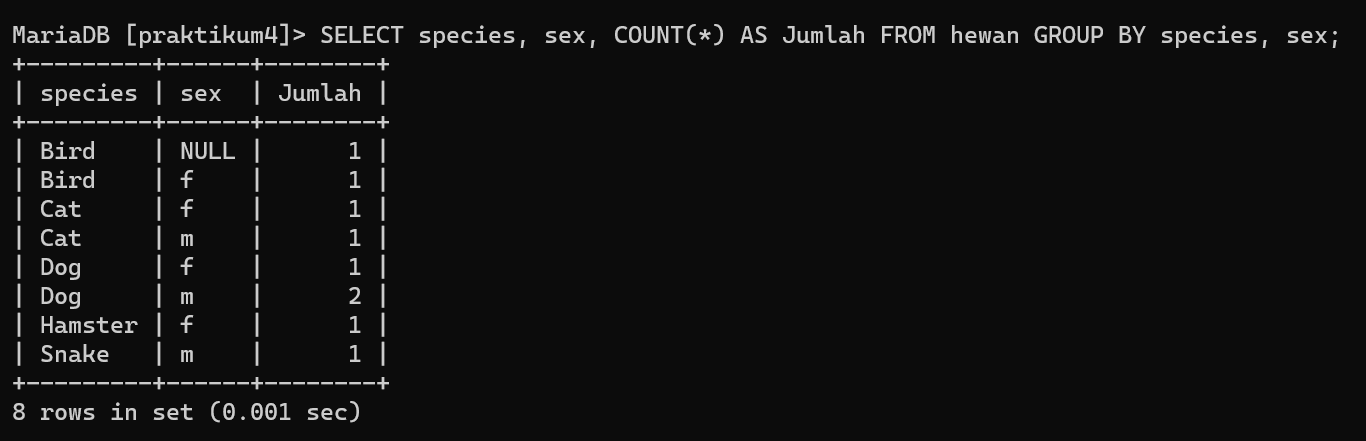 MariaDB [praktikum4]> SELECT species, sex, COUNT(*) AS Jumlah FROM hewan GROUP BY species, sex;
+---------+------+--------+
| species | sex  | Jumlah |
+---------+------+--------+
| Bird    | NULL |      1 |
| Bird    | f    |      1 |
| Cat     | f    |      1 |
| Cat     | m    |      1 |
| Dog     | f    |      1 |
| Dog     | m    |      2 |
| Hamster | f    |      1 |
| Snake   | m    |      1 |
+---------+------+--------+
8 rows in set (0.001 sec)